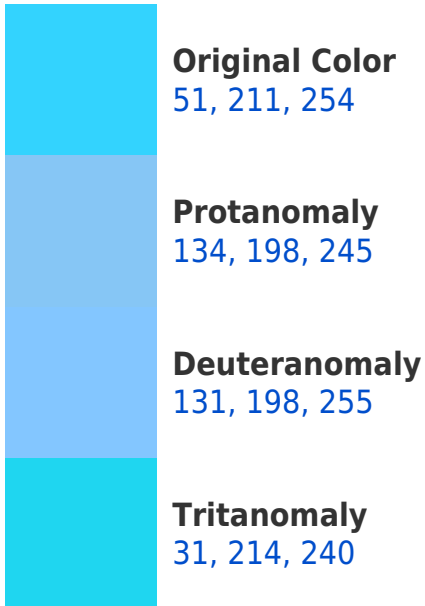 Original Color
51, 211, 254
Protanomaly
134, 198, 245
Deuteranomaly
131, 198, 255
Tritanomaly
31, 214, 240